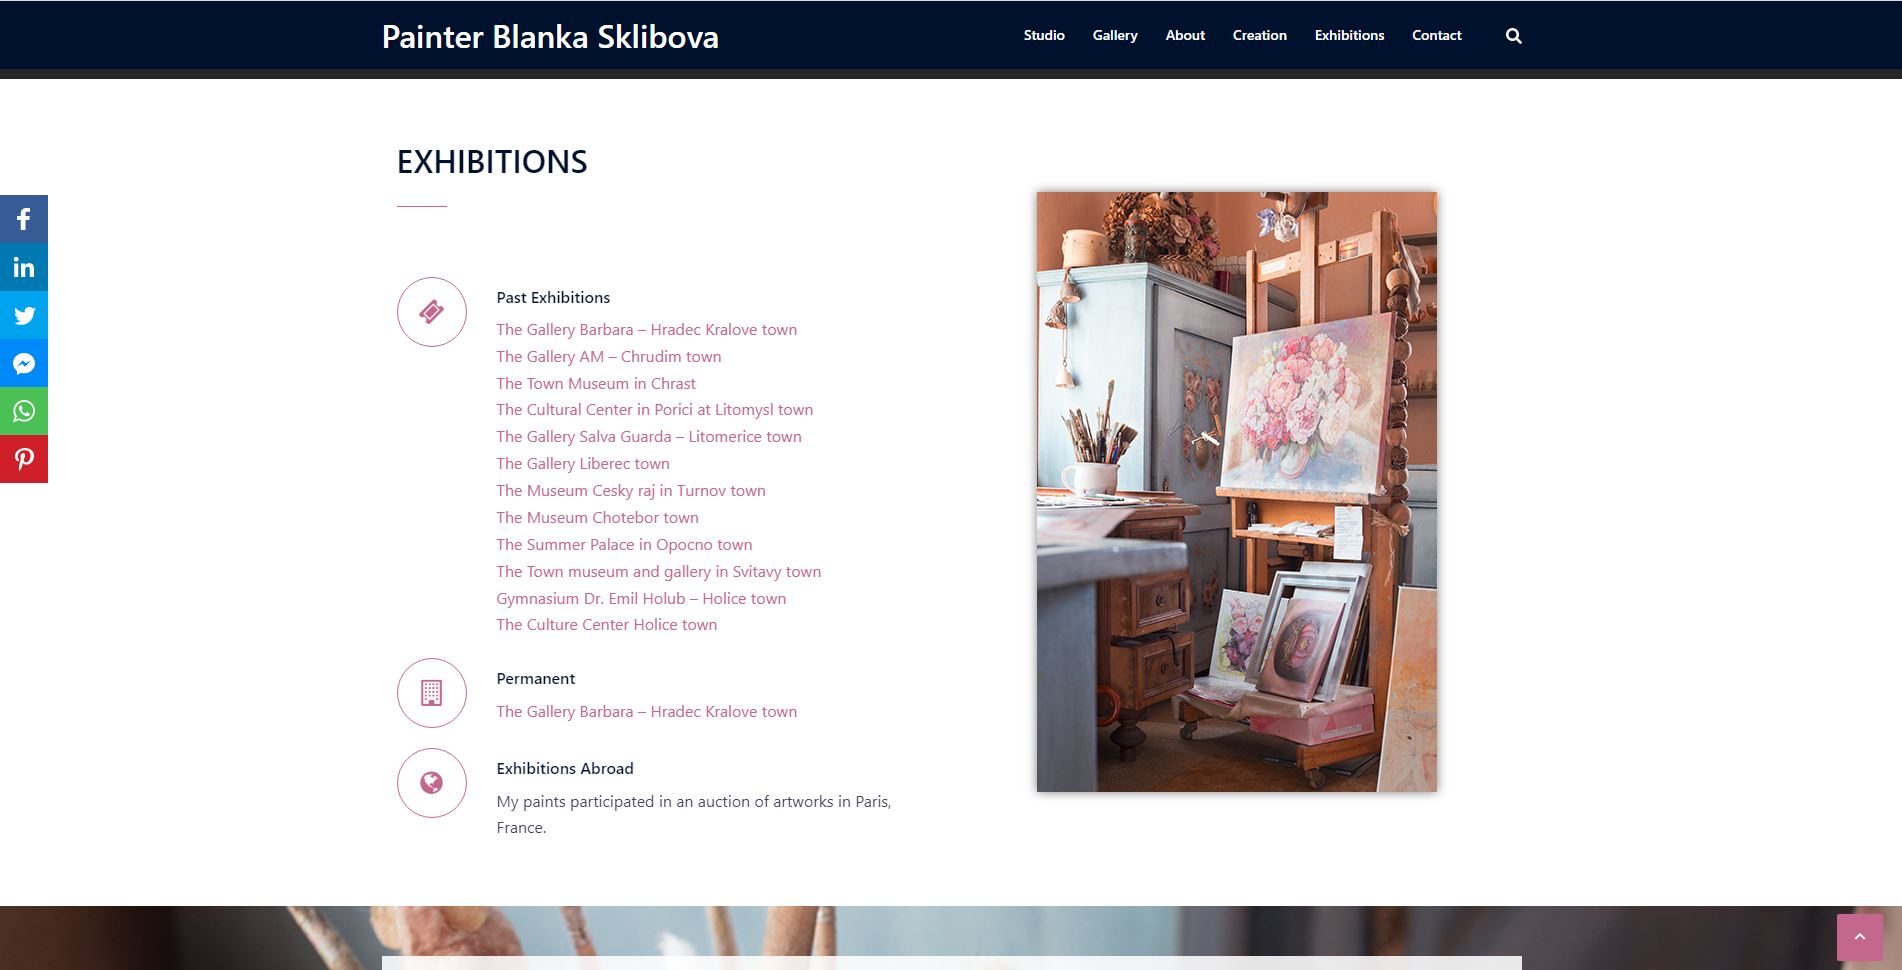 Painter Blanka Sklibova
Studio Gallery About Creation Exhibitions Contact
EXHIBITIONS
Past Exhibitions
The Gallery Barbara – Hradec Kralove town
The Gallery AM – Chrudim town
The Town Museum in Chrast
The Cultural Center in Porici at Litomysl town
The Gallery Salva Guarda – Litomerice town
The Gallery Liberec town
The Museum Cesky raj in Turnov town
The Museum Chotebor town
The Summer Palace in Opocno town
The Town museum and gallery in Svitavy town
Gymnasium Dr. Emil Holub – Holice town
The Culture Center Holice town
Permanent
The Gallery Barbara – Hradec Kralove town
Exhibitions Abroad
My paints participated in an auction of artworks in Paris,
France.